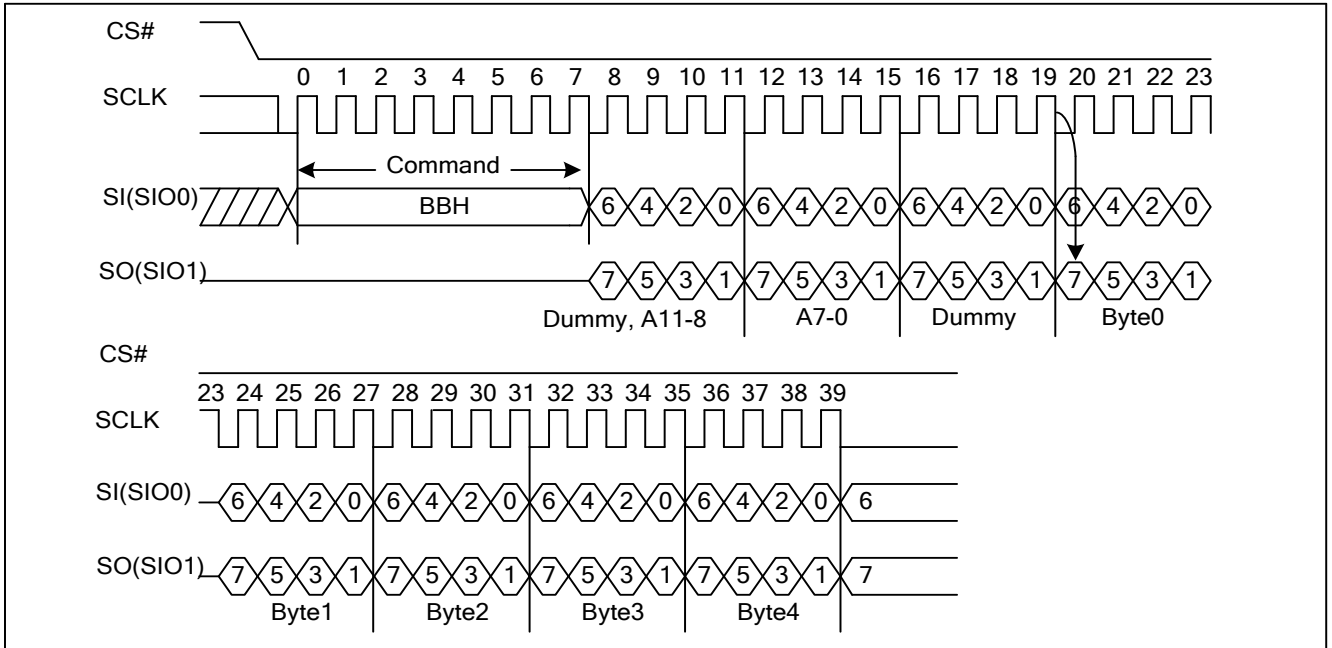 CS#
0 1 2 3 4 5 6 7 8 9 10 11 12 13 14 15 16 17 18 19 20 21 22 23
SCLK
Command
SI(SIO0) BBH 6 4 2 0 6 4 2 0 6 4 2 0 6 4 2 0
SO(SIO1) 7 5 3 1 7 5 3 1 7 5 3 1 7 5 3 1
Dummy, A11-8 A7-0 Dummy Byte0
CS#
23 24 25 26 27 28 29 30 31 32 33 34 35 36 37 38 39
SCLK
SI(SIO0) 6 4 2 0 6 4 2 0 6 4 2 0 6 4 2 0 6
SO(SIO1) 7 5 3 1 7 5 3 1 7 5 3 1 7 5 3 1 7
Byte1 Byte2 Byte3 Byte4